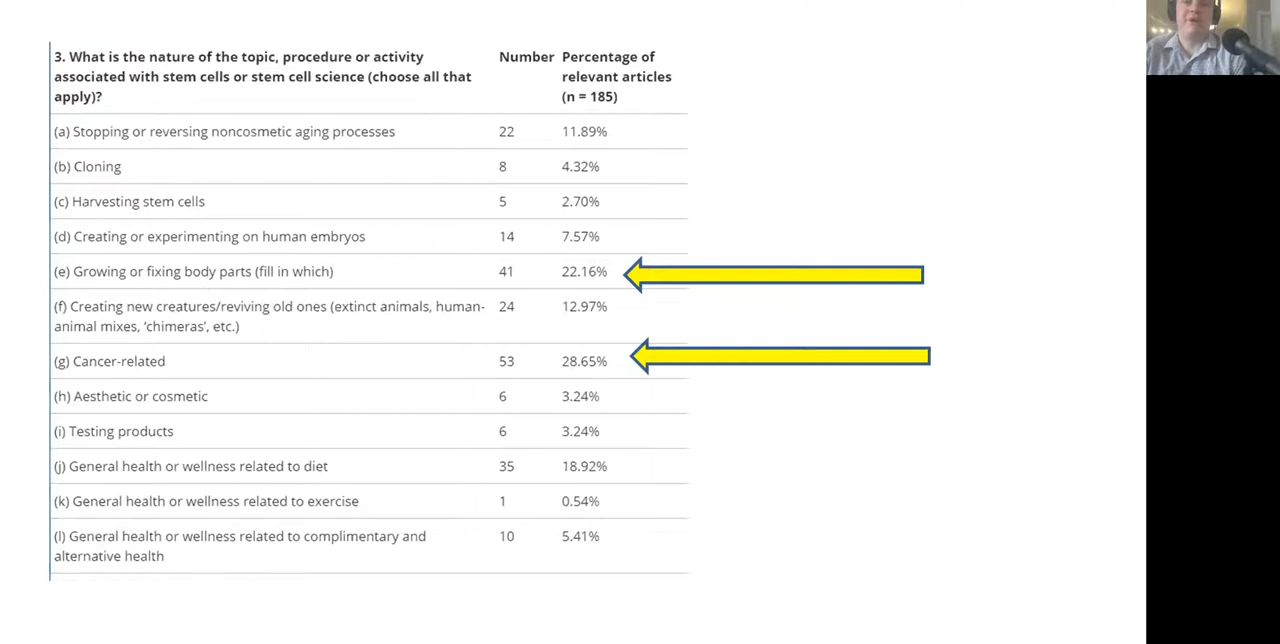 3. What is the nature of the topic, procedure or activity Number Percentage of
associated with stem cells or stem cell science (choose all that relevant articles
apply)? (n = 185)
(a) Stopping or reversing noncosmetic aging processes 22 11.89%
(b) Cloning 8 4.32%
(c) Harvesting stem cells 5 2.70%
(d) Creating or experimenting on human embryos 14 7.57%
(e) Growing or fixing body parts (fill in which) 41 22.16%
(f) Creating new creatures/reviving old ones (extinct animals, human- 24 12.97%
animal mixes, ‘chimeras’, etc.)
(g) Cancer-related 53 28.65%
(h) Aesthetic or cosmetic 6 3.24%
(i) Testing products 6 3.24%
(j) General health or wellness related to diet 35 18.92%
(k) General health or wellness related to exercise 1 0.54%
(l) General health or wellness related to complimentary and 10 5.41%
alternative health